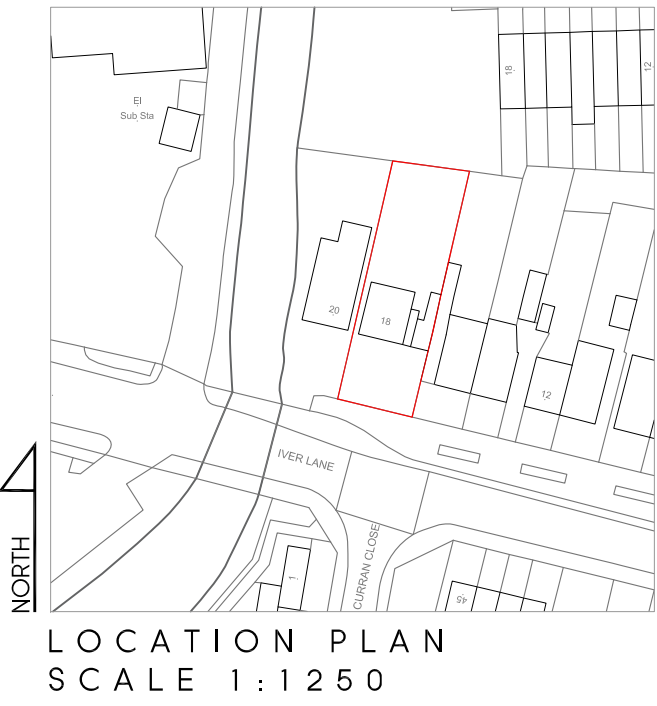 18
12
El
Sub Sta
20
18
12
IVER LANE
CURRAN CLOSE
1
45
NORTH
LOCATION PLAN
SCALE 1:1250